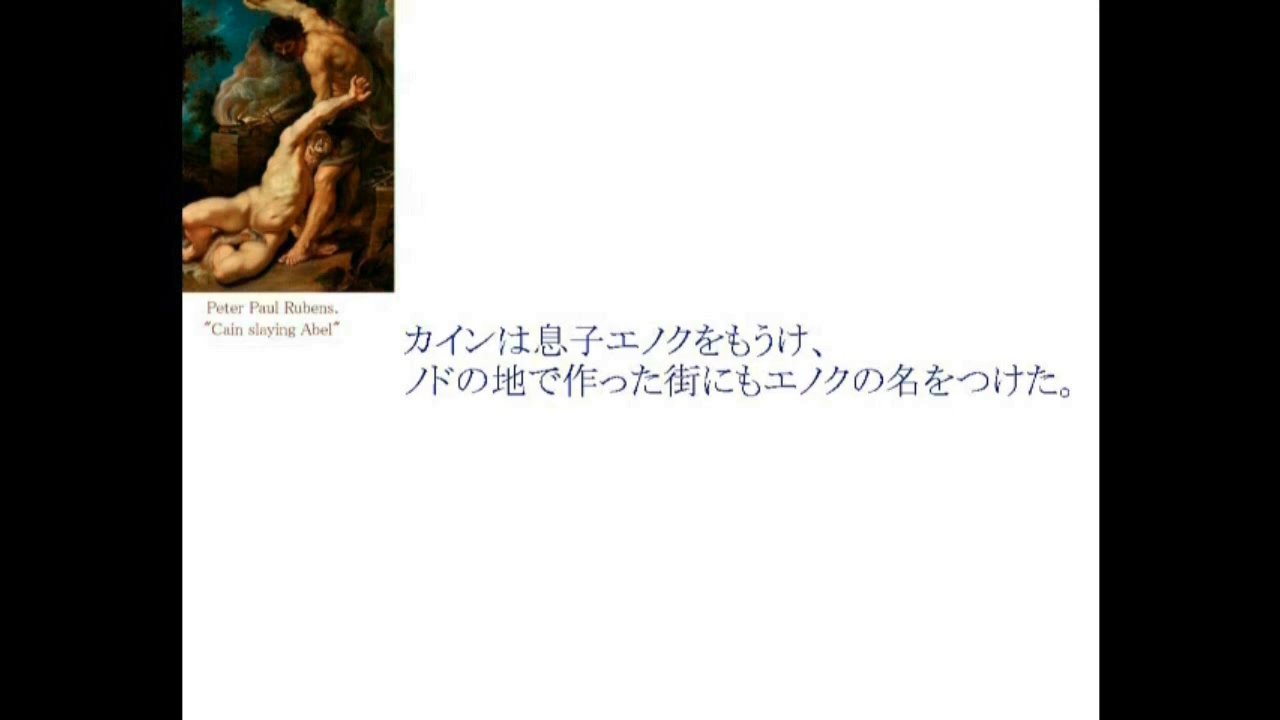 Peter Paul Rubens.
"Cain slaying Abel"
カインは息子エノクをもうけ、
ノドの地で作った街にもエノクの名をつけた。